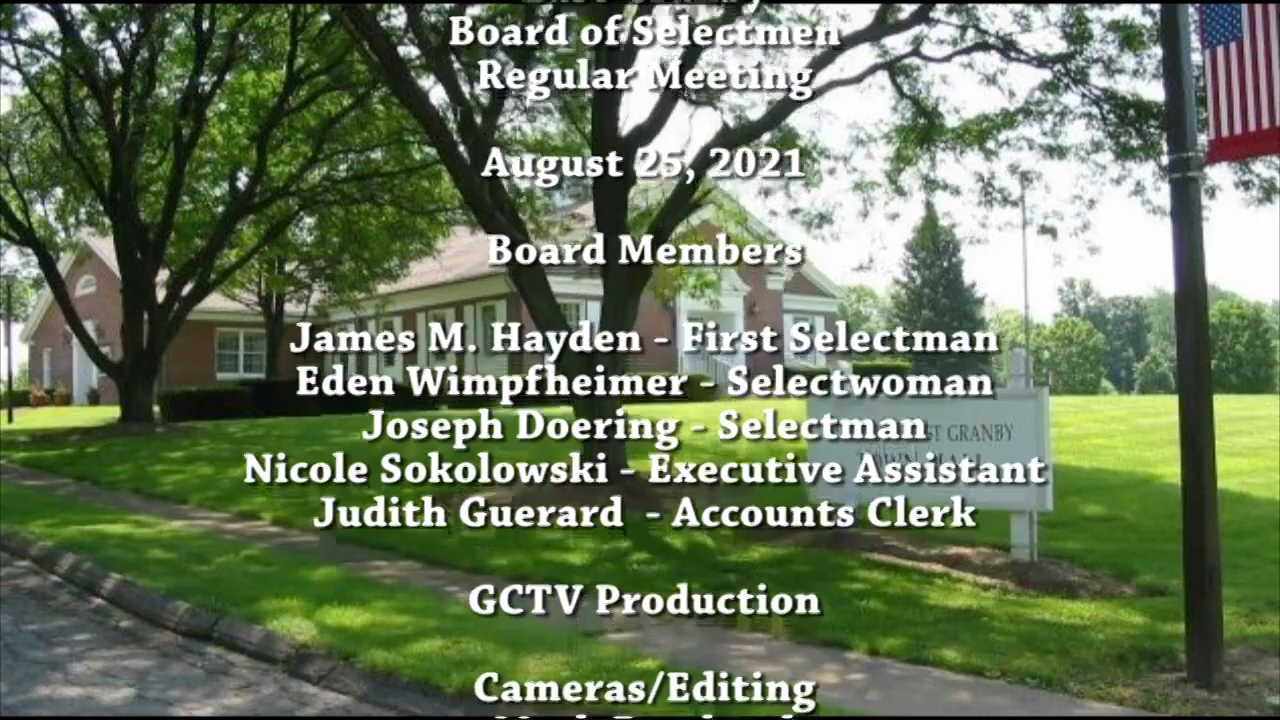 Board of Selectmen
Regular Meeting
August 25, 2021
Board Members
James M. Hayden - First Selectman
Eden Wimpfheimer - Selectwoman
Joseph Doering - Selectman
Nicole Sokolowski - Executive Assistant
Judith Guerard - Accounts Clerk
GRANBY
GCTV Production
Cameras/Editing